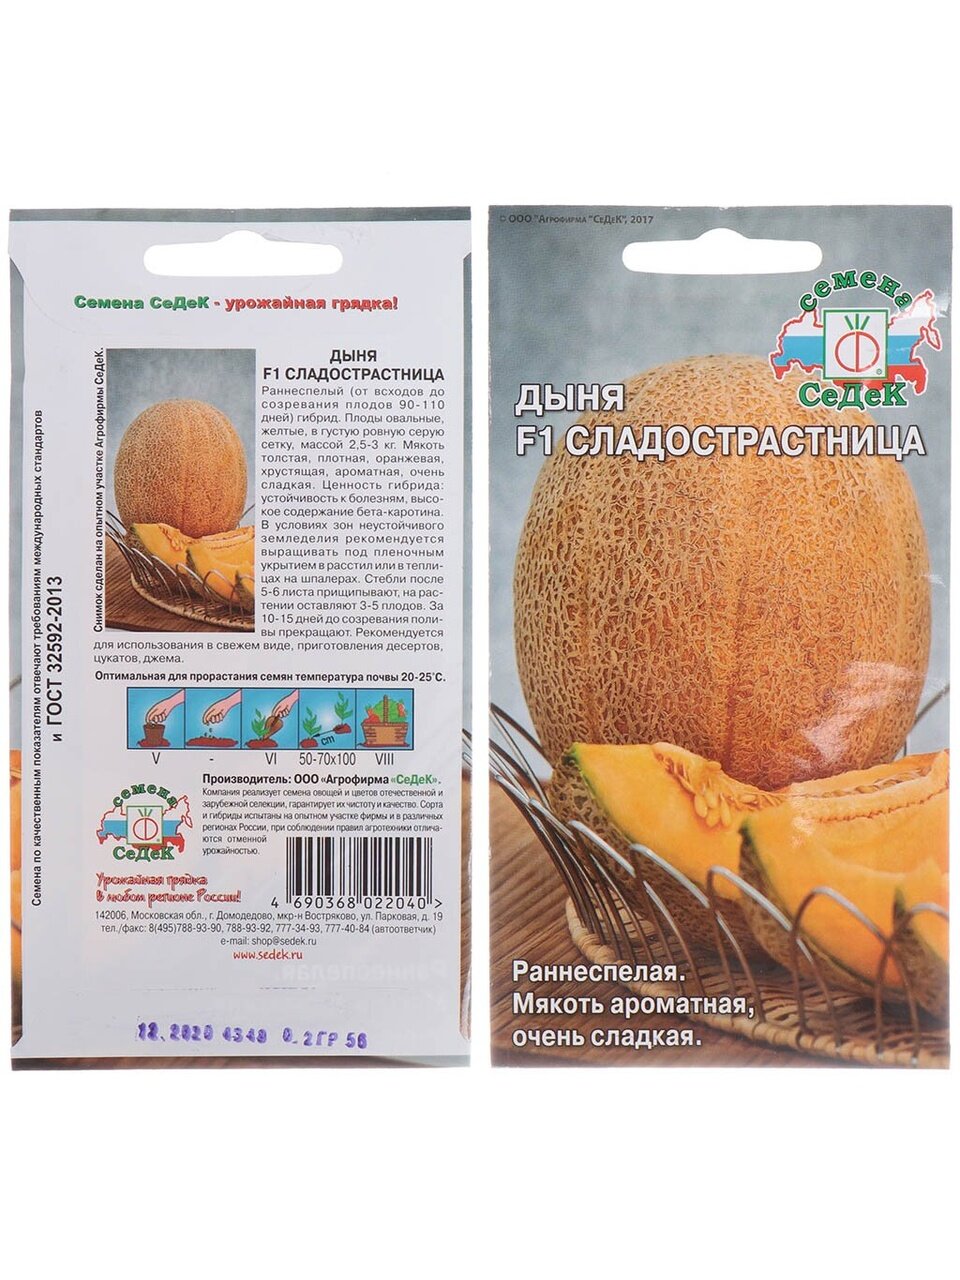 Семена СеДеК - урожайная грядка!
Снимок сделан на опытном участке Агрофирмы СеДеК.
ДЫНЯ
F1 СЛАДОСТРАСТНИЦА
Раннеспелый (от всходов до
созревания плодов 90-110
дней) гибрид. Плоды овальные,
желтые, в густую ровную серую
сетку, массой 2,5-3 кг. Мякоть
толстая, плотная, оранжевая,
хрустящая, ароматная, очень
сладкая. Ценность гибрида:
устойчивость к болезням, высо-
кое содержание бета-каротина.
В условиях зон неустойчивого
земледелия рекомендуется
выращивать под пленочным
укрытием в расстил или в тепли-
цах на шпалерах. Стебли после
5-6 листа прищипывают, на рас-
тении оставляют 3-5 плодов. За
10-15 дней до созревания поли-
вы прекращают. Рекомендуется
для использования в свежем виде, приготовления десертов,
цукатов, джема.
Оптимальная для прорастания семян температура почвы 20-25°С.
cm
V - VI 50-70х100 VIII
Семена по качественным показателям отвечают требованиям международных стандартов
и ГОСТ 32592-2013
семена
СеДеК
Урожайная грядка
в любом регионе России!
Производитель: ООО «Агрофирма «СеДеК».
Компания реализует семена овощей и цветов отечественной и
зарубежной селекции, гарантирует их чистоту и качество. Сорта
и гибриды испытаны на опытном участке фирмы и в различных
регионах России, при соблюдении правил агротехники отлича-
ются отменной
урожайностью.
4 690368 022040 >
142006, Московская обл., г. Домодедово, мкр-н Востряково, ул. Парковая, д. 19
тел./факс: 8(495)788-93-90, 788-93-92, 777-34-93, 777-40-84 (автоответчик)
e-mail: shop@sedek.ru
www.sedek.ru
12.2020 4349 0.2ГР 56
© ООО "Агрофирма "СеДеК", 2017
семена
СеДеК
®
ДЫНЯ
F1 СЛАДОСТРАСТНИЦА
Раннеспелая.
Мякоть ароматная,
очень сладкая.